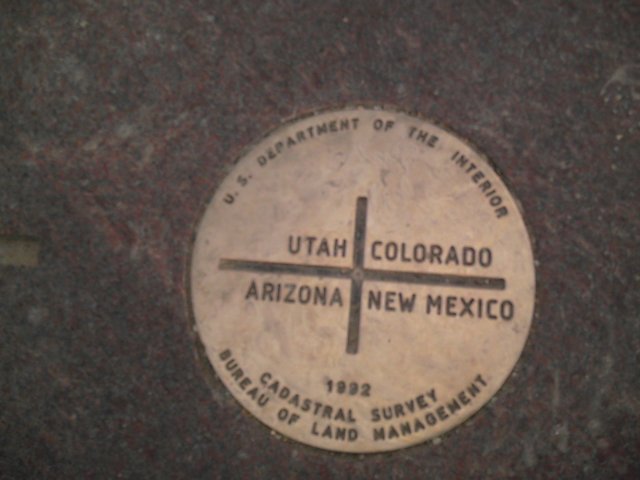 U. S. DEPARTMENT OF THE INTERIOR
UTAH COLORADO
ARIZONA NEW MEXICO
1992
CADASTRAL SURVEY
BUREAU OF LAND MANAGEMENT